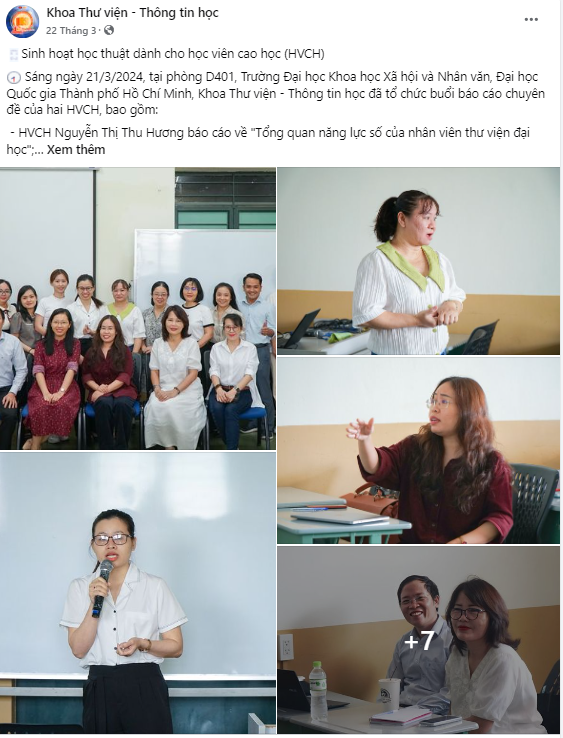 Khoa Thư viện - Thông tin học
22 Tháng 3 ·
Sinh hoạt học thuật dành cho học viên cao học (HVCH)
Sáng ngày 21/3/2024, tại phòng D401, Trường Đại học Khoa học Xã hội và Nhân văn, Đại học
Quốc gia Thành phố Hồ Chí Minh, Khoa Thư viện - Thông tin học đã tổ chức buổi báo cáo chuyên
đề của hai HVCH, bao gồm:
- HVCH Nguyễn Thị Thu Hương báo cáo về "Tổng quan năng lực số của nhân viên thư viện đại
học";... Xem thêm
+7